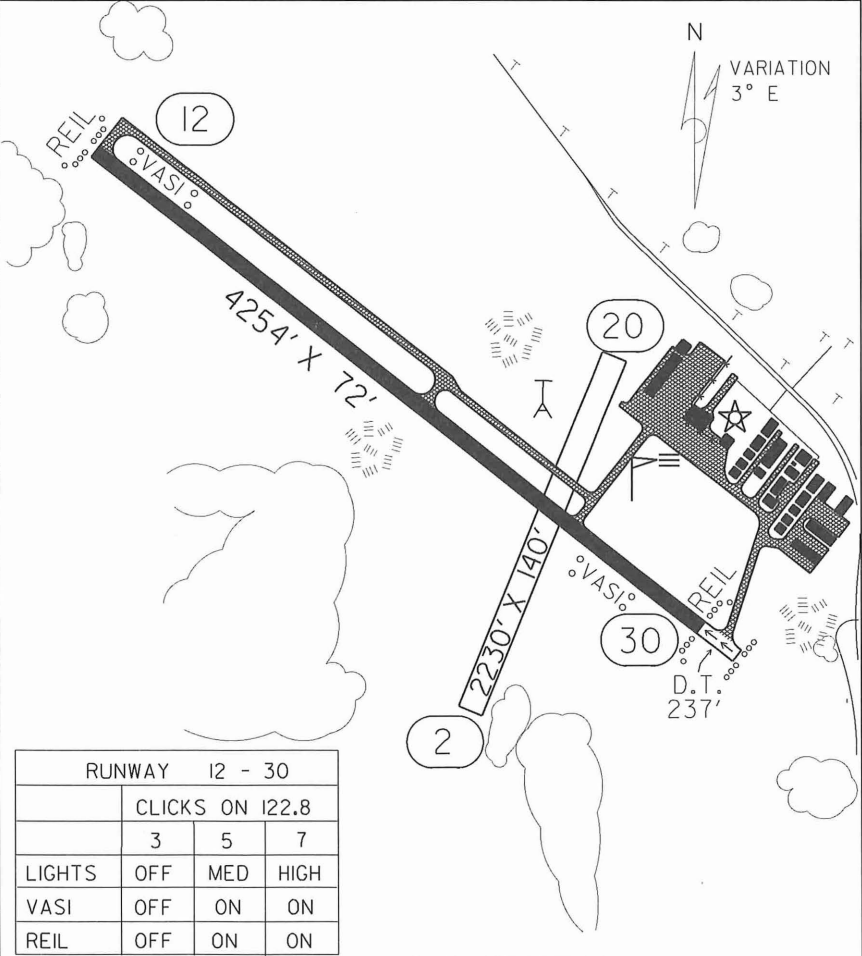 N
VARIATION
3° E
12
REIL
VASI
4254' X 72'
20
2230' X 140'
VASI
REIL
30
D.T.
237'
2
T
T
T
T
T
T
T
T
T
RUNWAY 12 - 30
CLICKS ON 122.8
3 5 7
LIGHTS OFF MED HIGH
VASI OFF ON ON
REIL OFF ON ON